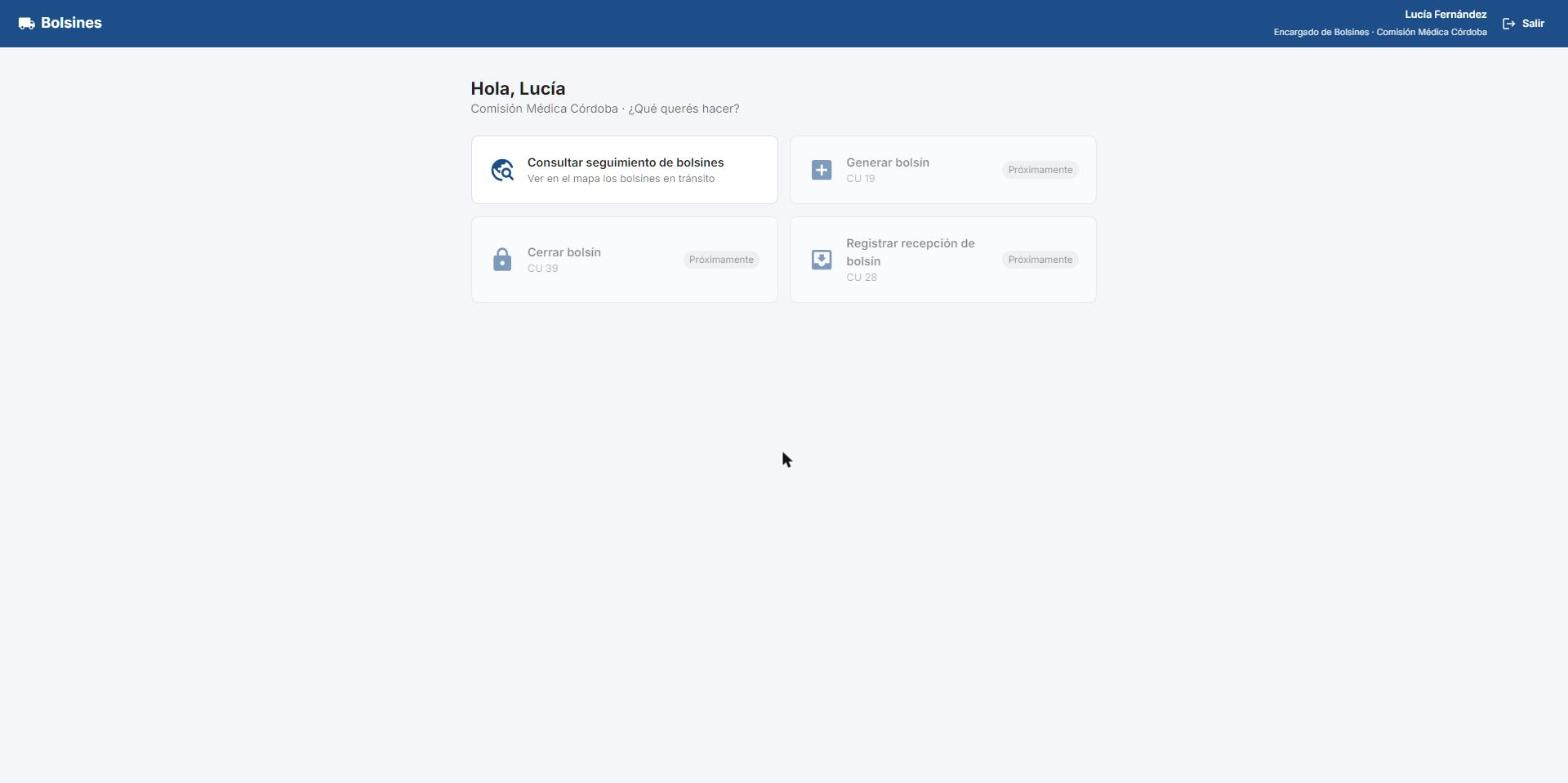 Bolsines
Lucía Fernández
Encargado de Bolsines · Comisión Médica Córdoba
Salir
Hola, Lucía
Comisión Médica Córdoba · ¿Qué querés hacer?
Consultar seguimiento de bolsines
Ver en el mapa los bolsines en tránsito
Generar bolsín
CU 19
Próximamente
Cerrar bolsín
CU 39
Próximamente
Registrar recepción de
bolsín
CU 28
Próximamente